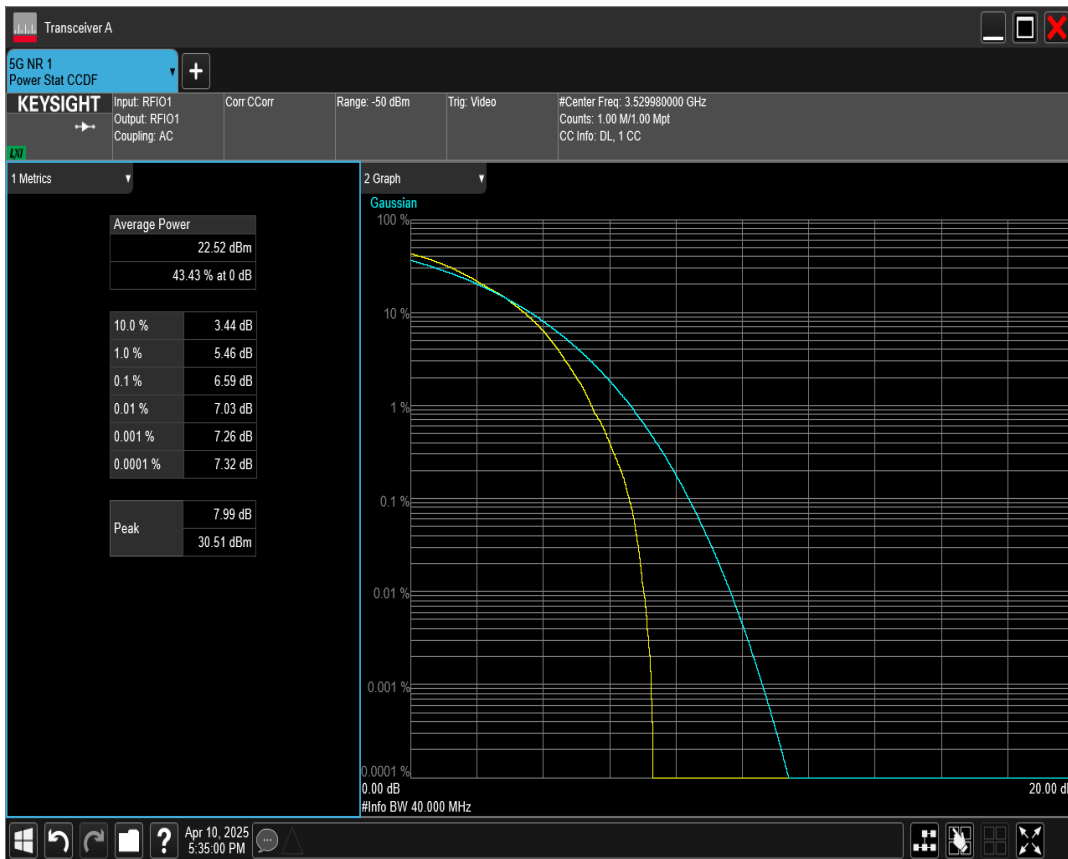 Transceiver A
5G NR 1
Power Stat CCDF
+
KEYSIGHT
LXI
Input: RFIO1
Output: RFIO1
Coupling: AC
Corr CCorr
Range: -50 dBm
Trig: Video
#Center Freq: 3.529980000 GHz
Counts: 1.00 M/1.00 Mpt
CC Info: DL, 1 CC
1 Metrics
Average Power
22.52 dBm
43.43 % at 0 dB
10.0 % 3.44 dB
1.0 % 5.46 dB
0.1 % 6.59 dB
0.01 % 7.03 dB
0.001 % 7.26 dB
0.0001 % 7.32 dB
Peak
7.99 dB
30.51 dBm
2 Graph
Gaussian
100 %
10 %
1 %
0.1 %
0.01 %
0.001 %
0.0001 %
0.00 dB 20.00 d
#Info BW 40.000 MHz
?
Apr 10, 2025
5:35:00 PM